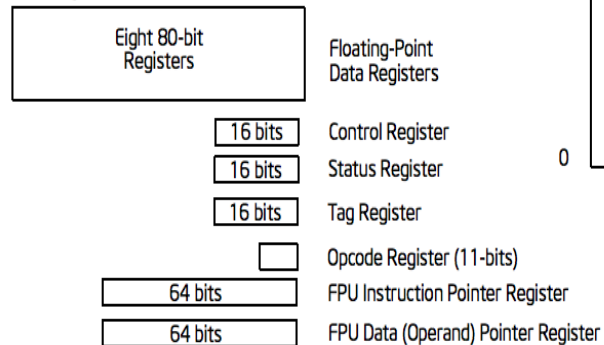 Eight 80-bit
Registers
Floating-Point
Data Registers
16 bits
Control Register
16 bits
Status Register
0
16 bits
Tag Register
Opcode Register (11-bits)
64 bits
FPU Instruction Pointer Register
64 bits
FPU Data (Operand) Pointer Register